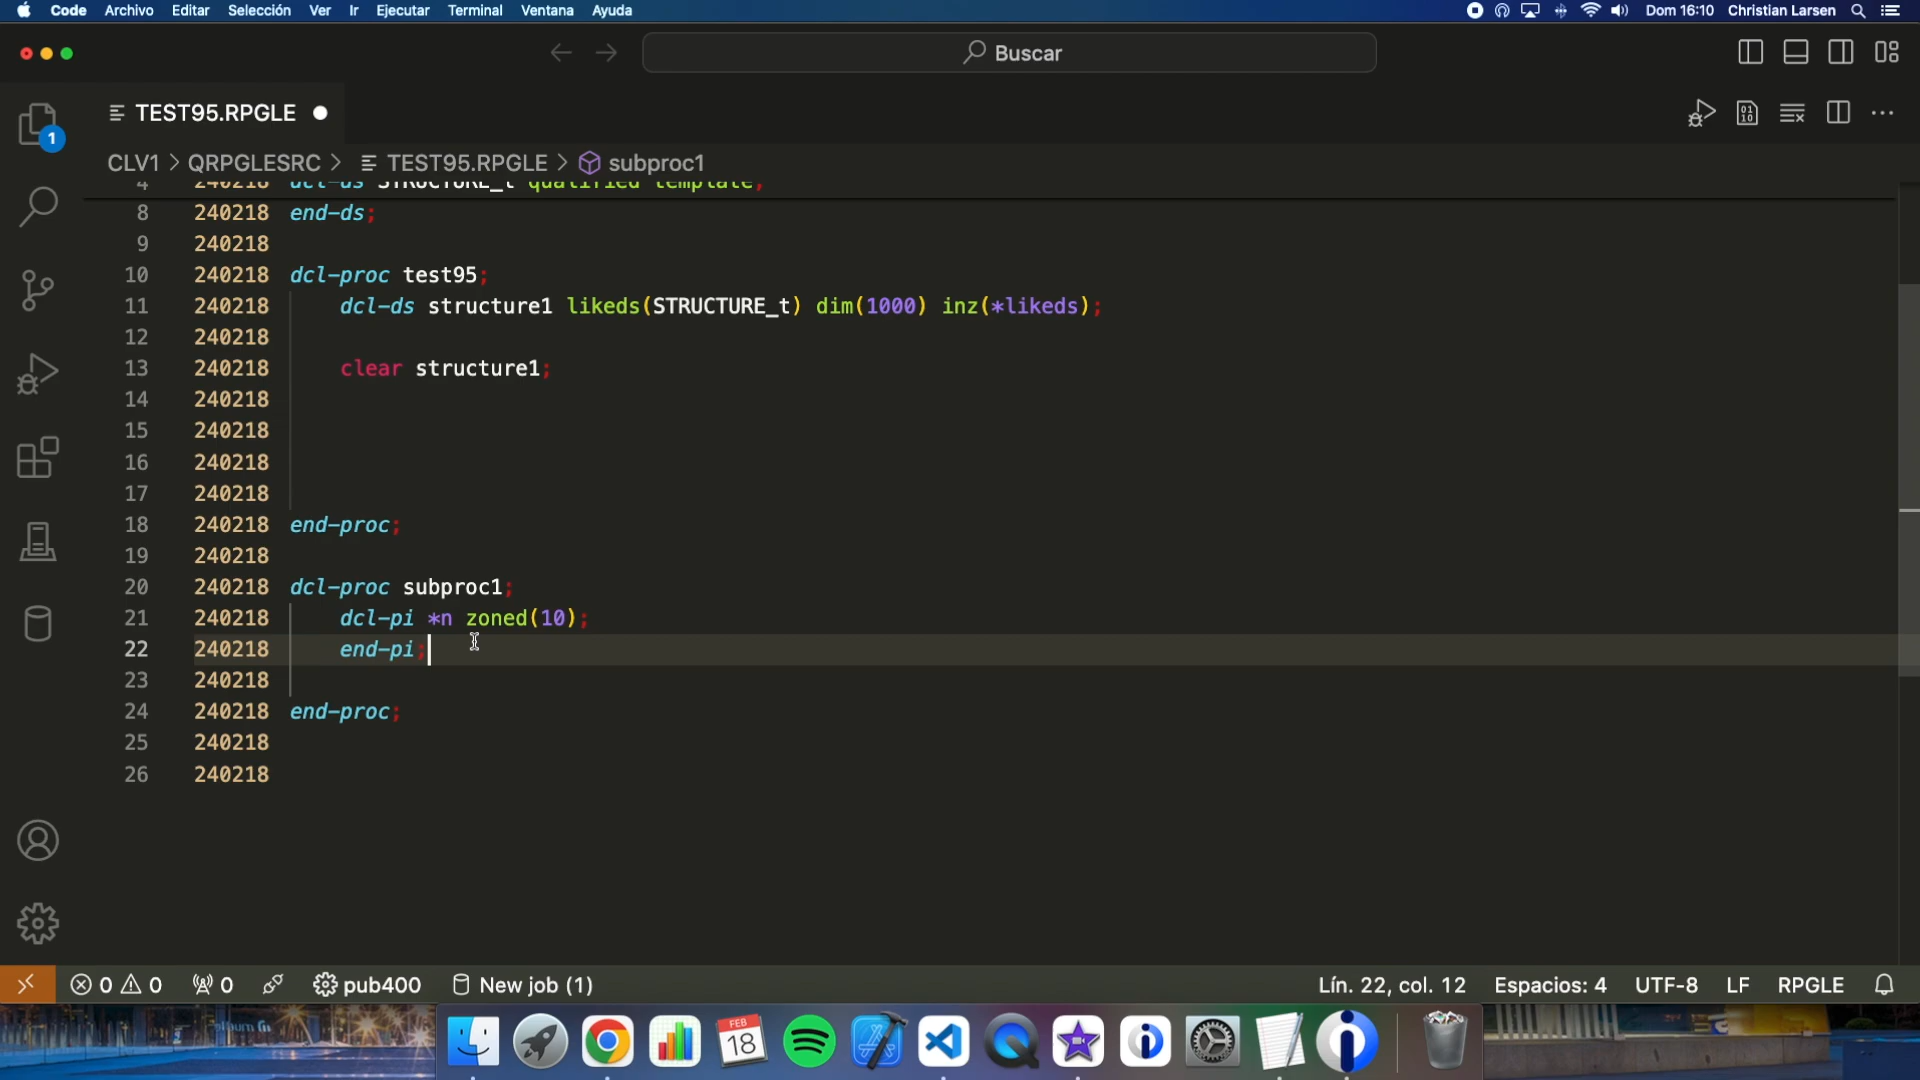 Code Archivo Editar Selección Ver Ir Ejecutar Terminal Ventana Ayuda Dom 16:10 Christian Larsen
Buscar
TEST95.RPGLE
1
CLV1 > QRPGLESRC > TEST95.RPGLE > subproc1
4 240218 dcl-ds STRUCTURE_t qualified template;
8 240218 end-ds;
9 240218
10 240218 dcl-proc test95;
11 240218 dcl-ds structure1 likeds(STRUCTURE_t) dim(1000) inz(*likeds);
12 240218
13 240218 clear structure1;
14 240218
15 240218
16 240218
17 240218
18 240218 end-proc;
19 240218
20 240218 dcl-proc subproc1;
21 240218 dcl-pi *n zoned(10);
22 240218 end-pi;
23 240218
24 240218 end-proc;
25 240218
26 240218
0 0 0 pub400 New job (1) Lín. 22, col. 12 Espacios: 4 UTF-8 LF RPGLE
FEB
18